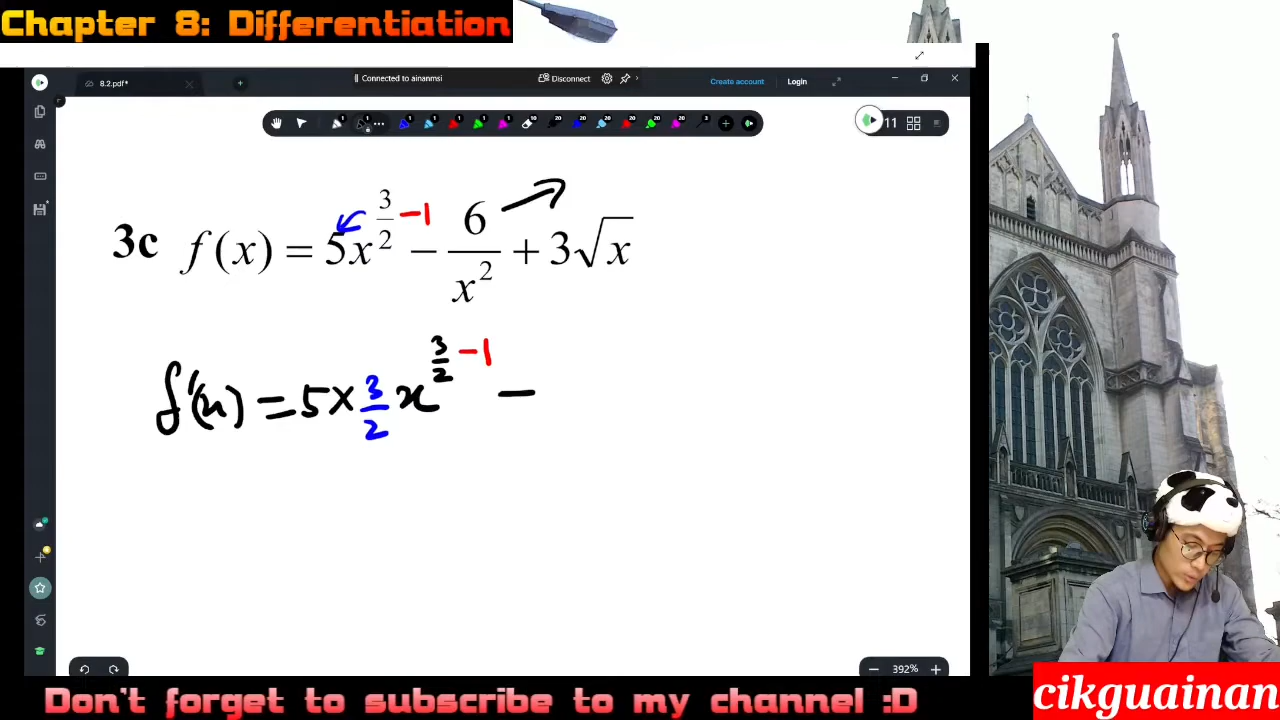 Chapter 8: Differentiation
Connected to ainanmsi
Disconnect
Create account
Login
8.2.pdf*
11
3c f(x) = 5x^{3/2} −1 − 6/x^2 + 3√x
f'(x) = 5 × 3/2 x^{3/2 −1} −
392%
Don't forget to subscribe to my channel :D
cikguainan